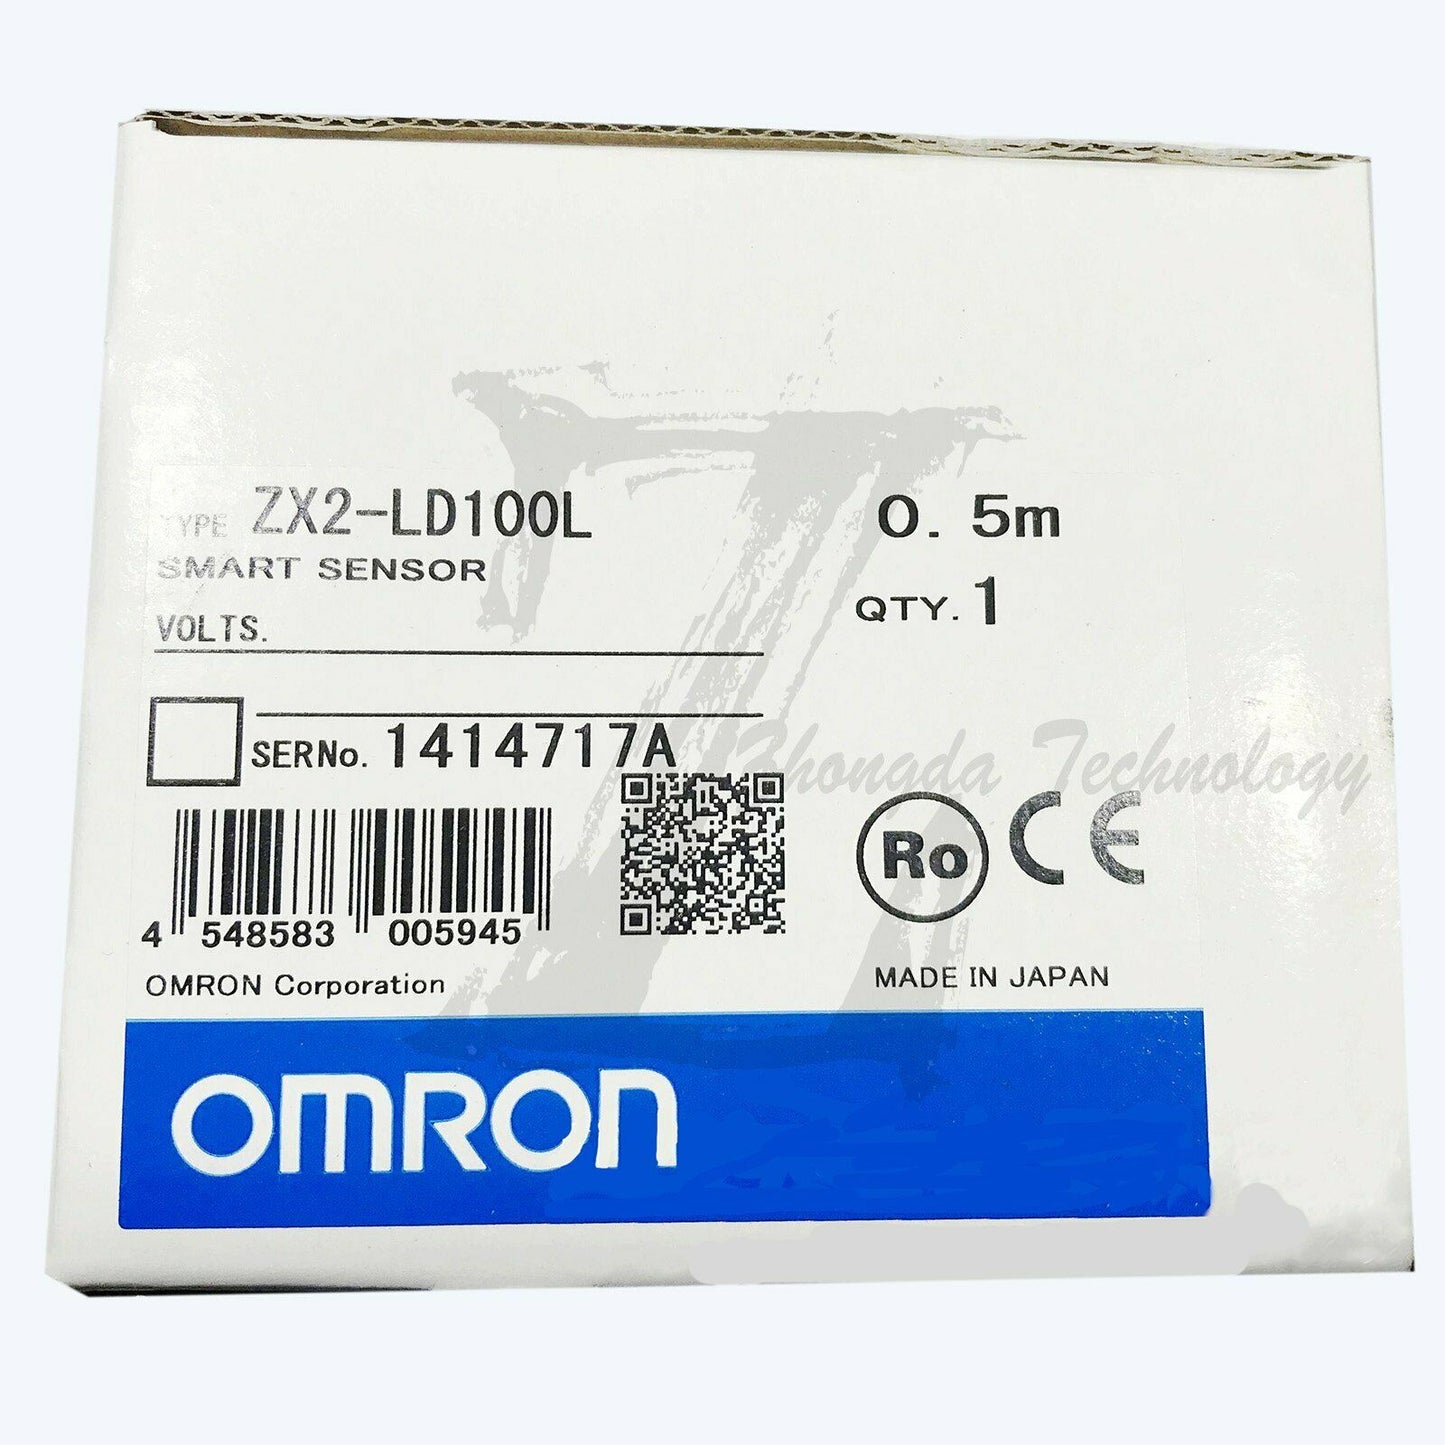 TYPE ZX2-LD100L 0. 5m
SMART SENSOR
QTY. 1
VOLTS.
SERNo. 1414717A
Zhongda Technology
Ro CE
4 548583 005945
OMRON Corporation
MADE IN JAPAN
OMRON